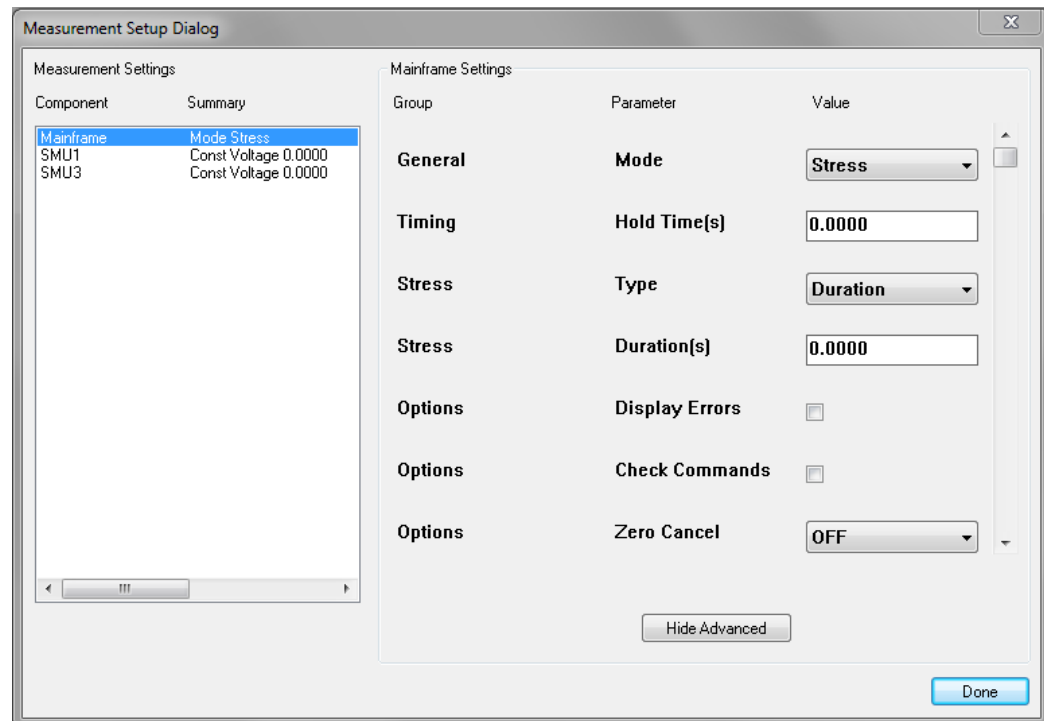 Measurement Setup Dialog
Measurement Settings
Component Summary
Mainframe Mode Stress
SMU1 Const Voltage 0.0000
SMU3 Const Voltage 0.0000
Mainframe Settings
Group Parameter Value
General Mode Stress
Timing Hold Time(s) 0.0000
Stress Type Duration
Stress Duration(s) 0.0000
Options Display Errors
Options Check Commands
Options Zero Cancel OFF
Hide Advanced
Done